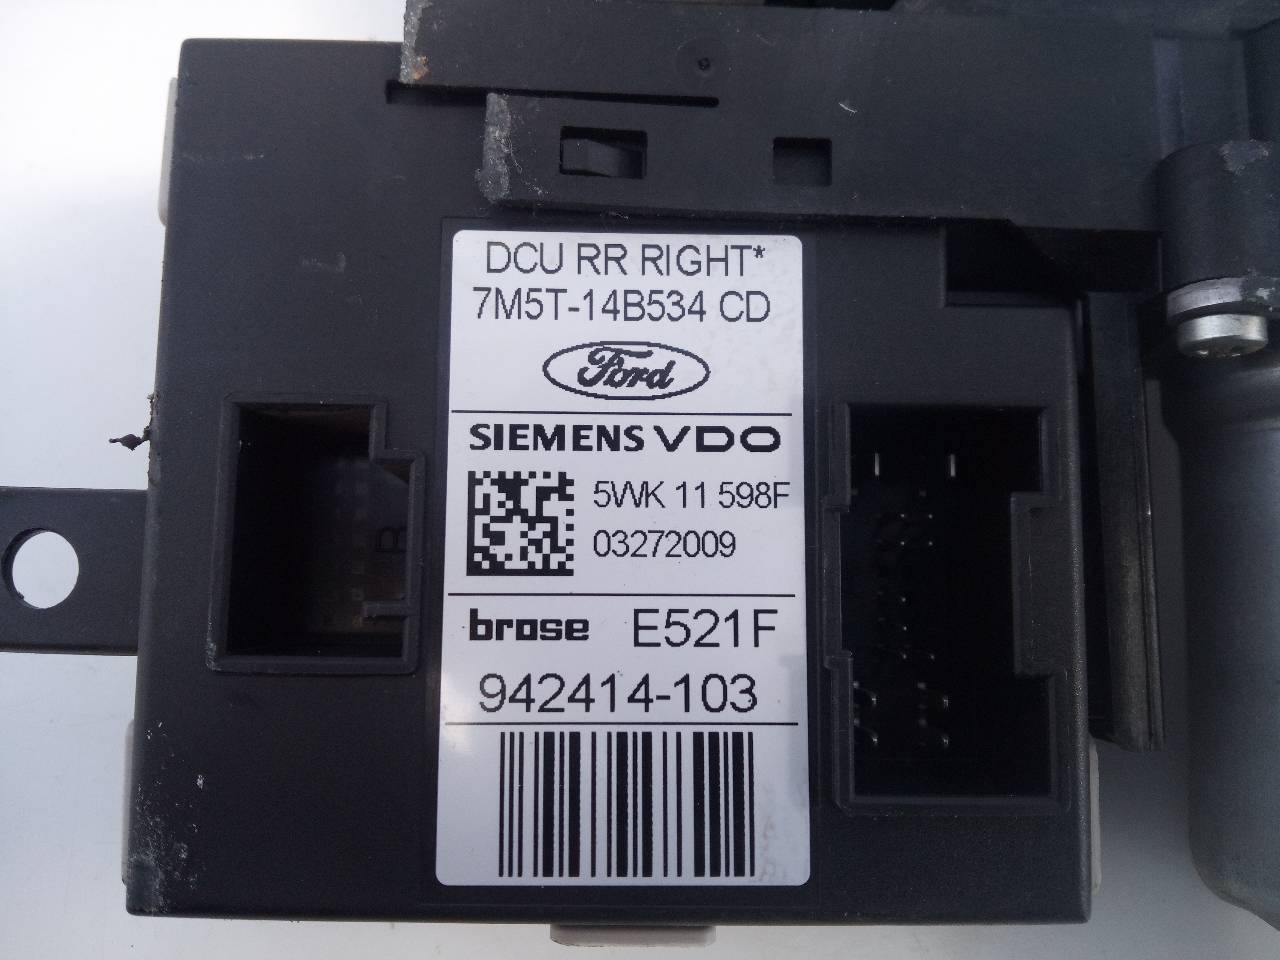 DCU RR RIGHT*
7M5T-14B534 CD
Ford
SIEMENS VDO
5WK 11 598F
03272009
brose E521F
942414-103